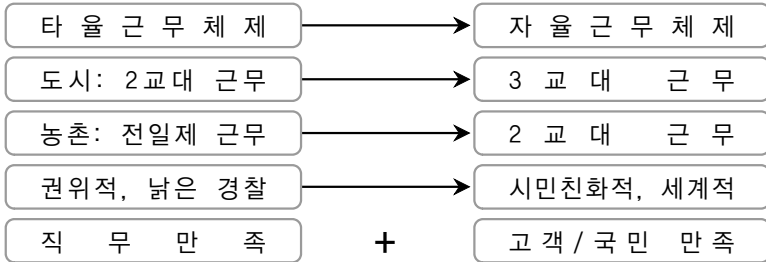 타율근무체제 → 자율근무체제
도시: 2교대 근무 → 3교대 근무
농촌: 전일제 근무 → 2교대 근무
권위적, 낡은 경찰 → 시민친화적, 세계적
직무만족 + 고객/국민 만족